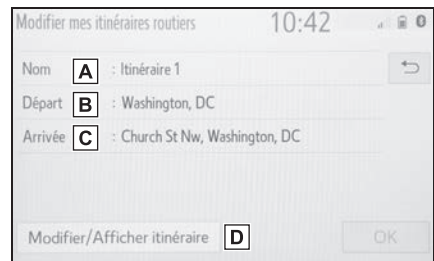 Modifier mes itinéraires routiers 10:42
Nom A : Itinéraire 1
Départ B : Washington, DC
Arrivée C : Church St Nw, Washington, DC
Modifier/Afficher itinéraire D OK